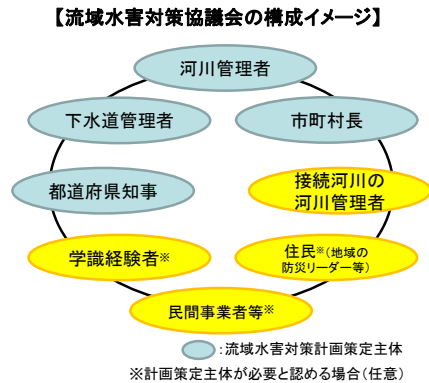 【流域水害対策協議会の構成イメージ】
河川管理者
下水道管理者
市町村長
都道府県知事
接続河川の
河川管理者
学識経験者※
住民※(地域の
防災リーダー等)
民間事業者等※
:流域水害対策計画策定主体
※計画策定主体が必要と認める場合(任意)